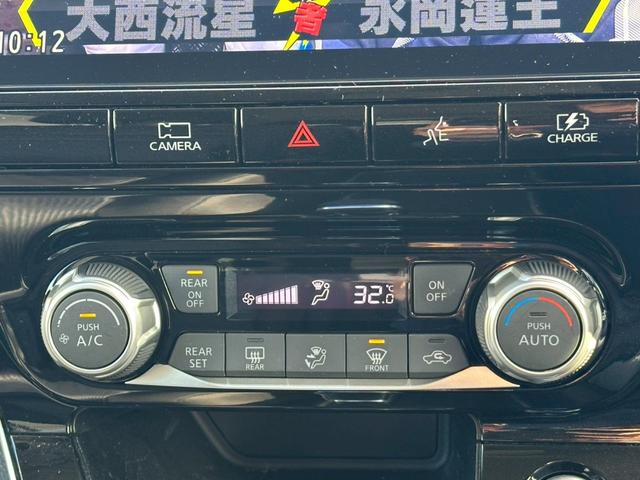 大西流星 者 永岡蓮王
10:12
CAMERA
CHARGE
REAR
ON
OFF
32.0
℃
ON
OFF
PUSH
A/C
PUSH
AUTO
REAR
SET
REAR
FRONT